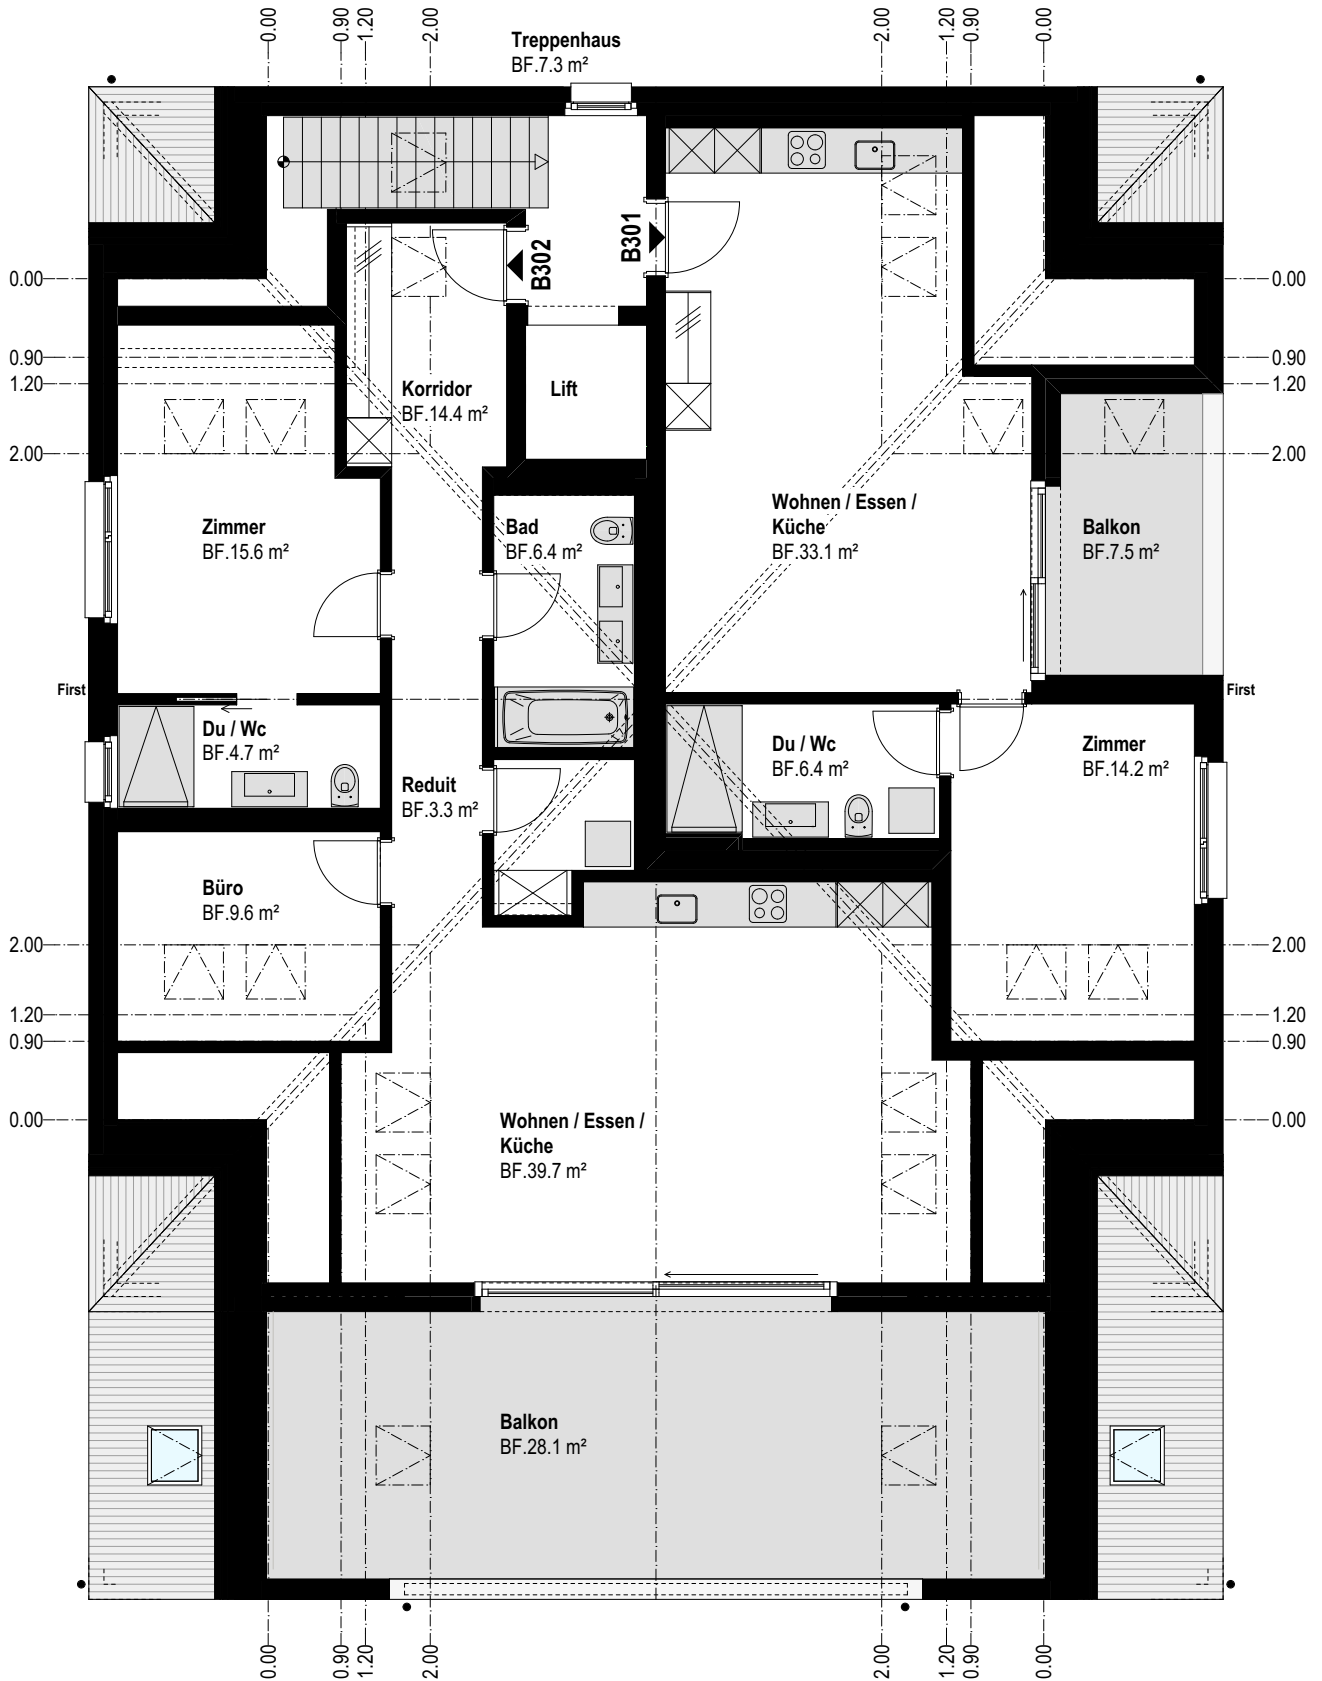 0.00
0.90
1.20
2.00
2.00
1.20
0.90
0.00
Treppenhaus
BF.7.3 m²
B302
B301
0.00
0.90
1.20
2.00
0.00
0.90
1.20
2.00
Korridor
BF.14.4 m²
Lift
Zimmer
BF.15.6 m²
Bad
BF.6.4 m²
Wohnen / Essen /
Küche
BF.33.1 m²
Balkon
BF.7.5 m²
First
First
Du / Wc
BF.4.7 m²
Reduit
BF.3.3 m²
Du / Wc
BF.6.4 m²
Zimmer
BF.14.2 m²
Büro
BF.9.6 m²
2.00
1.20
0.90
0.00
2.00
1.20
0.90
0.00
Wohnen / Essen /
Küche
BF.39.7 m²
Balkon
BF.28.1 m²
0.00
0.90
1.20
2.00
2.00
1.20
0.90
0.00